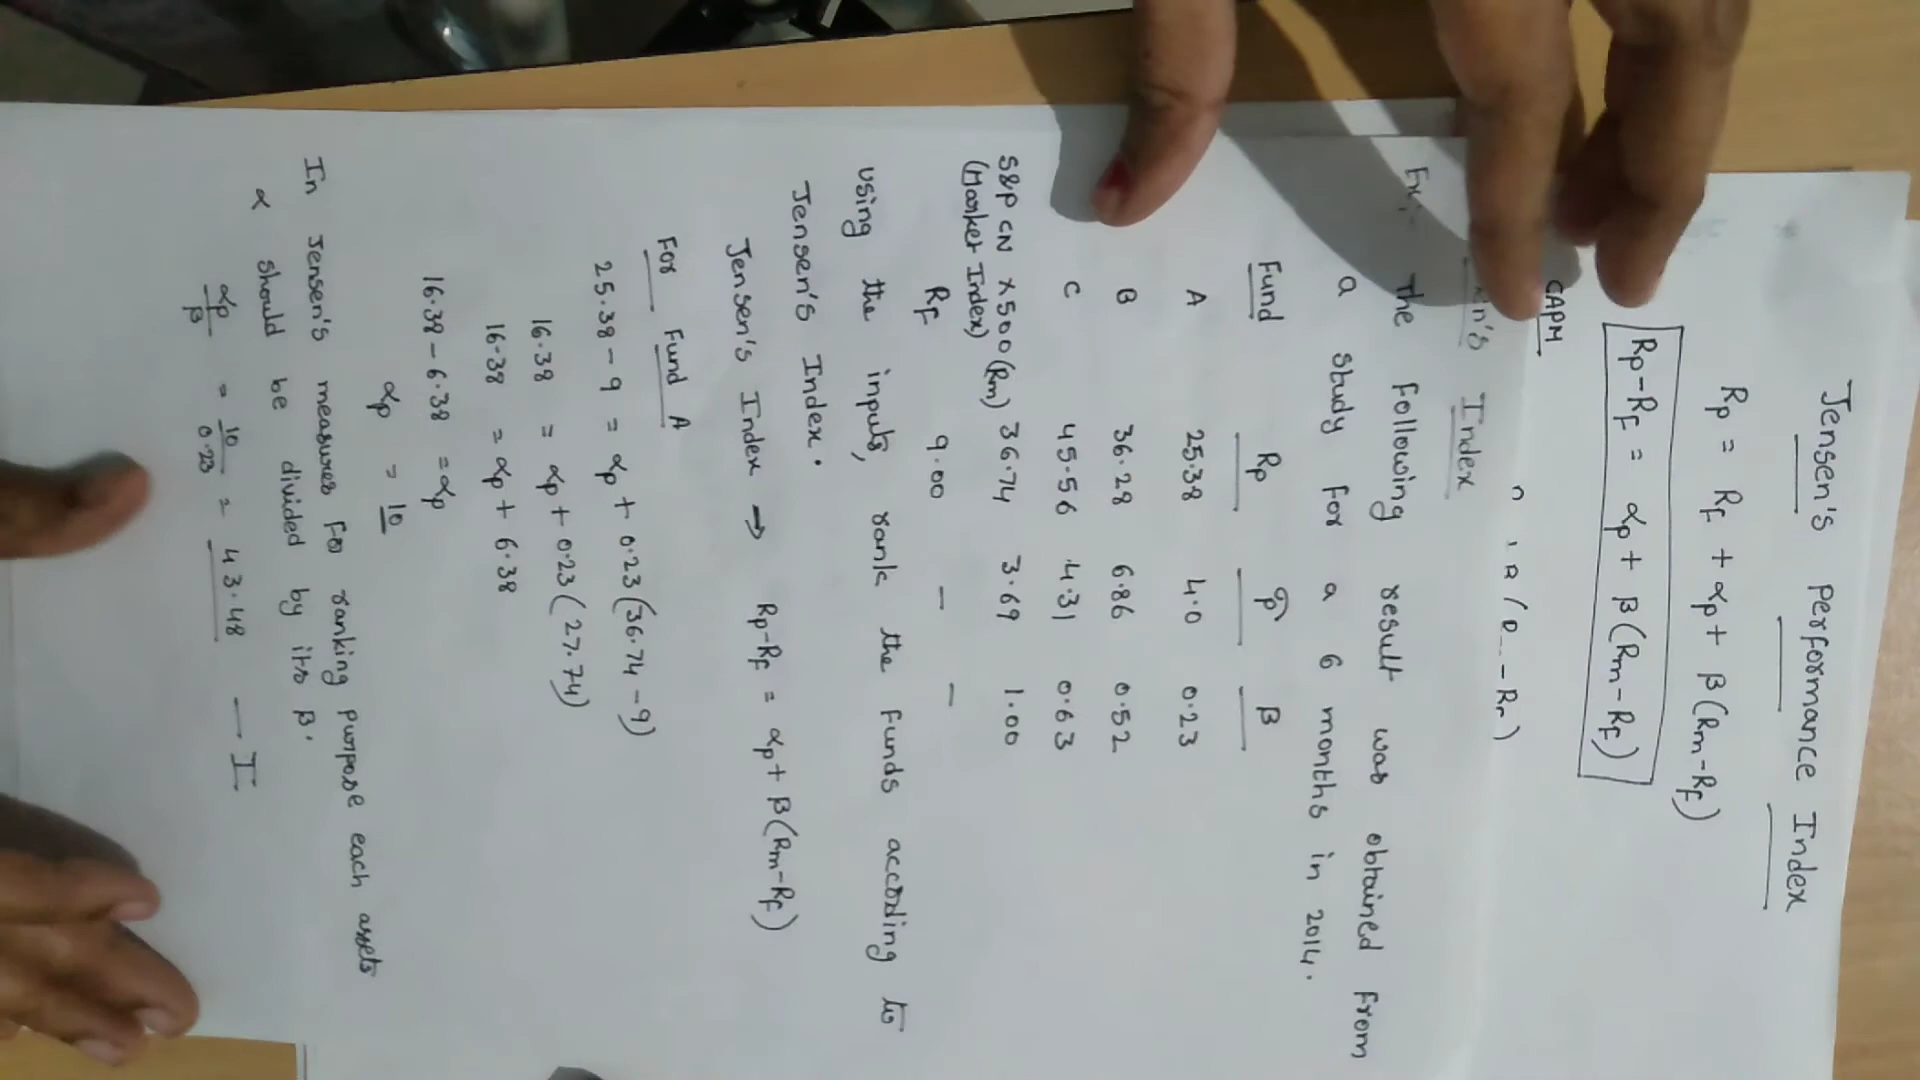 Jensen's Performance Index
Rp = Rf + αp + β(Rm-Rf)
Rp-Rf = αp + β(Rm-Rf)
CAPM
Index
The following result was obtained from
a study for a 6 months in 2014.
Fund Rp σp β
A 25.38 4.0 0.23
B 36.28 6.86 0.52
C 45.56 4.31 0.63
S&P CN X500 (Rm) 36.74 3.69 1.00
(Market Index)
Rf 9.00 - -
Using the inputs, rank the funds according to
Jensen's Index.
Jensen's Index → Rp-Rf = αp + β(Rm-Rf)
For Fund A
25.38 - 9 = αp + 0.23(36.74 - 9)
16.38 = αp + 0.23(27.74)
16.38 = αp + 6.38
16.38 - 6.38 = αp
αp = 10
In Jensen's measures for ranking purpose each assets
α should be divided by its β.
αp/β = 10/0.23 = 43.48 — I